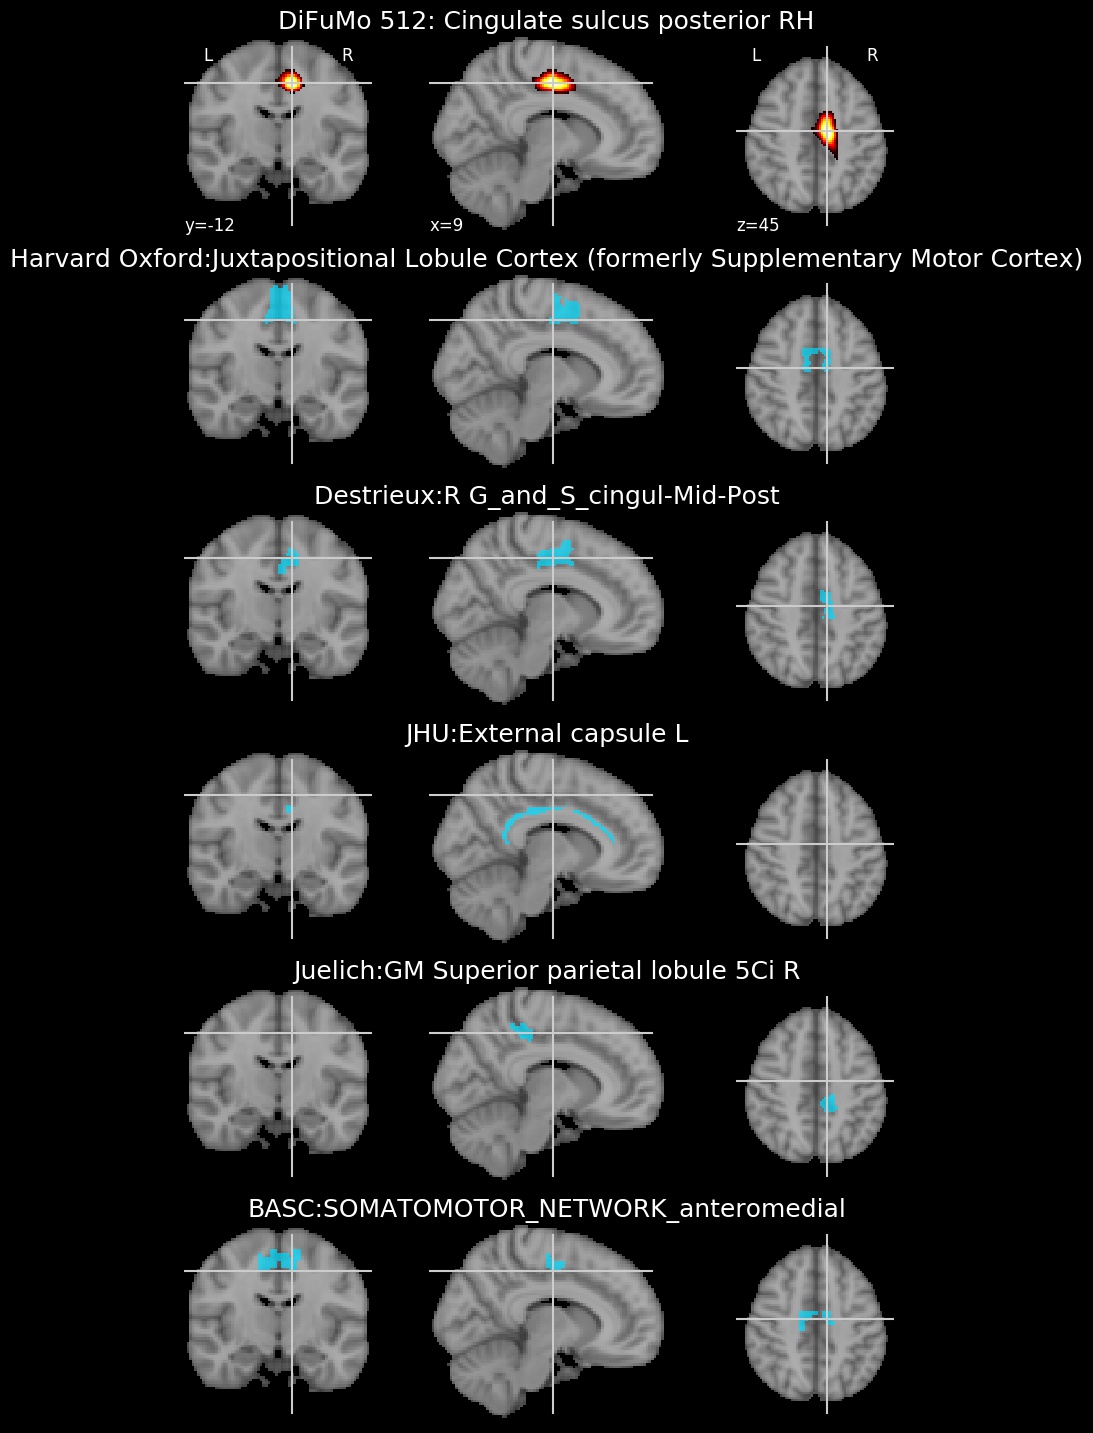 DiFuMo 512: Cingulate sulcus posterior RH
L R L R
y=-12 x=9 z=45
Harvard Oxford:Juxtapositional Lobule Cortex (formerly Supplementary Motor Cortex)
Destrieux:R G_and_S_cingul-Mid-Post
JHU:External capsule L
Juelich:GM Superior parietal lobule 5Ci R
BASC:SOMATOMOTOR_NETWORK_anteromedial